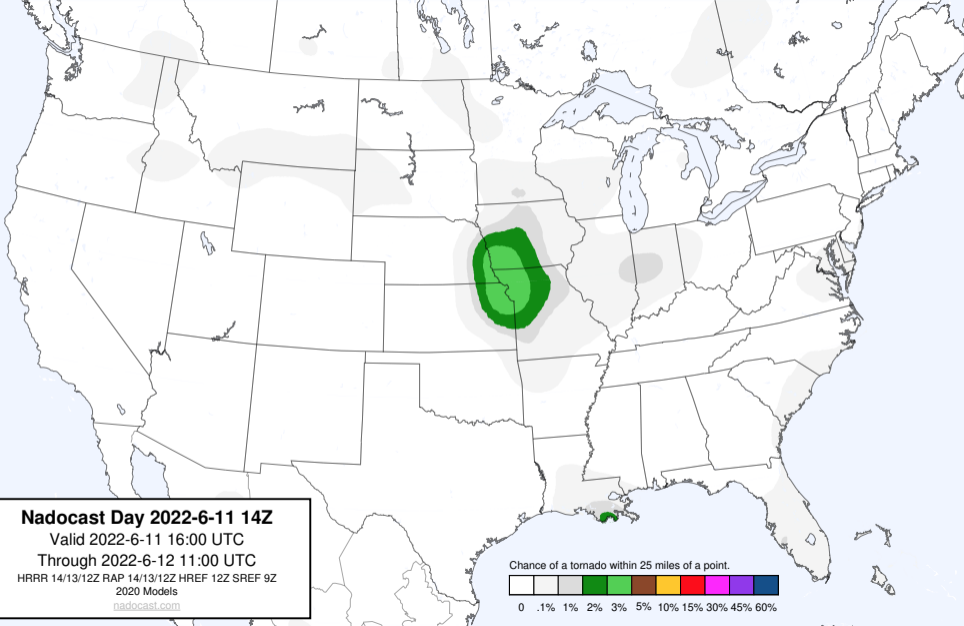 Nadocast Day 2022-6-11 14Z
Valid 2022-6-11 16:00 UTC
Through 2022-6-12 11:00 UTC
HRRR 14/13/12Z RAP 14/13/12Z HREF 12Z SREF 9Z
2020 Models
nadocast.com
Chance of a tornado within 25 miles of a point.
0 .1% 1% 2% 3% 5% 10% 15% 30% 45% 60%